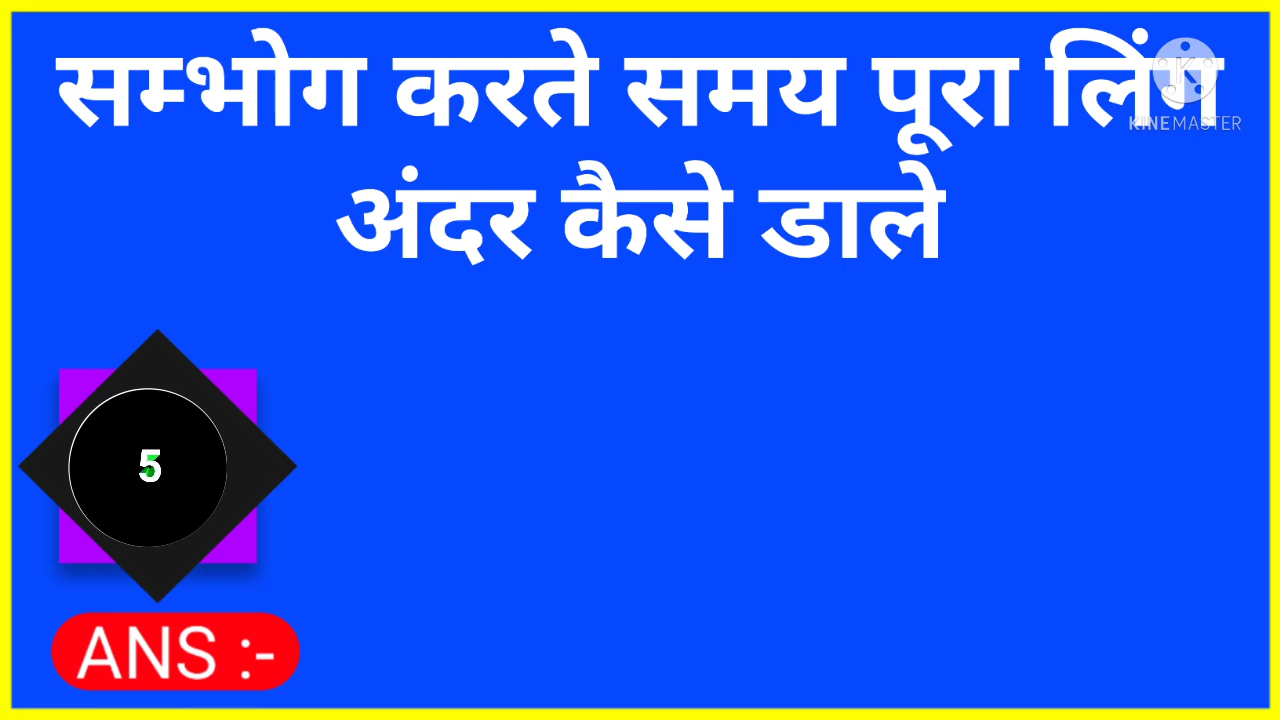 सम्भोग करते समय पूरा लिंग
KINEMASTER
अंदर कैसे डाले
5
ANS :-